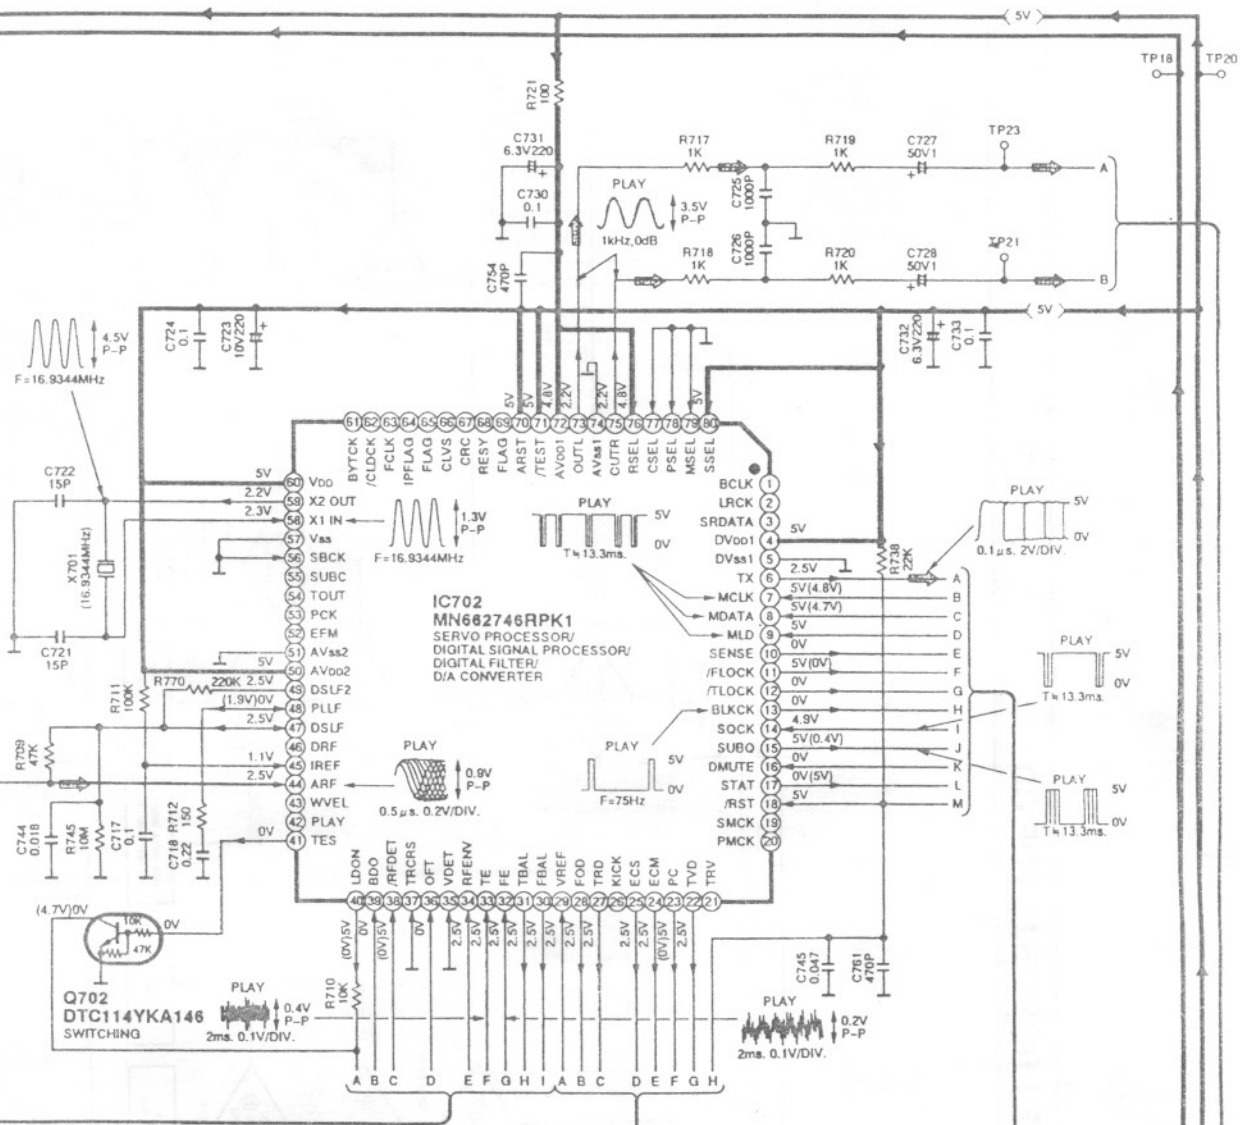 5V
TP18
TP20
R721
100
C731
6.3V220
C730
0.1
C754
470P
PLAY
3.5V
P-P
1kHz,0dB
R717
1K
R719
1K
C727
50V1
TP23
A
C725
1000P
C726
1000P
R718
1K
R720
1K
C728
50V1
TP21
B
5V
4.5V
P-P
F=16.9344MHz
C724
0.1
C723
10V220
C732
6.3V220
C733
0.1
5V
5V
4.8V
2.2V
2.2V
4.8V
5V
61 62 63 64 65 66 67 68 69 70 71 72 73 74 75 76 77 78 79 80
BYTCK
/CLDCK
FCLK
IPFLAG
FLAG
CLVS
CRC
RESY
FLAG
ARST
/TEST
AVDD1
OUTL
AVss1
OUTR
RSEL
CSEL
PSEL
MSEL
SSEL
C722
15P
X701
(16.9344MHz)
C721
15P
5V 60 VDD
2.2V 59 X2 OUT
2.3V 58 X1 IN
57 Vss
56 SBCK
55 SUBC
54 TOUT
53 PCK
52 EFM
51 AVss2
5V 50 AVDD2
2.5V 49 DSLF2
(1.9V)0V 48 PLLF
2.5V 47 DSLF
46 DRF
1.1V 45 IREF
2.5V 44 ARF
43 WVEL
42 PLAY
0V 41 TES
1.3V
P-P
F=16.9344MHz
PLAY
5V
0V
T≒13.3ms.
IC702
MN662746RPK1
SERVO PROCESSOR/
DIGITAL SIGNAL PROCESSOR/
DIGITAL FILTER/
D/A CONVERTER
PLAY
0.9V
P-P
0.5μs. 0.2V/DIV.
PLAY
5V
0V
F=75Hz
BCLK 1
LRCK 2
SRDATA 3
DVDD1 4 5V
DVss1 5
TX 6 2.5V A
MCLK 7 5V(4.8V) B
MDATA 8 5V(4.7V) C
MLD 9 5V D
SENSE 10 0V E
/FLOCK 11 5V(0V) F
/TLOCK 12 0V G
BLKCK 13 0V H
SQCK 14 4.9V I
SUBQ 15 5V(0.4V) J
DMUTE 16 0V K
STAT 17 0V(5V) L
/RST 18 5V M
SMCK 19
PMCK 20
R738
22K
PLAY
5V
0V
0.1μs. 2V/DIV.
PLAY
5V
0V
T≒13.3ms.
PLAY
5V
0V
T≒13.3ms.
R770
220K
R711
100K
R709
47K
C744
0.018
R745
10M
C717
0.1
R712
150
C718
0.22
LDON
BDO
/RFDET
TRCRS
OFT
VDET
RFENV
TE
FE
TBAL
FBAL
VREF
FOD
TRD
KICK
ECS
ECM
PC
TVD
TRV
40 39 38 37 36 35 34 33 32 31 30 29 28 27 26 25 24 23 22 21
(0V)5V
0V
(0V)5V
0V
2.5V
2.5V
2.5V
2.5V
2.5V
2.5V
2.5V
2.5V
2.5V
2.5V
(0V)5V
2.5V
(4.7V)0V
10K
47K
0V
Q702
DTC114YKA146
SWITCHING
PLAY
0.4V
P-P
2ms. 0.1V/DIV.
R710
10K
PLAY
0.2V
P-P
2ms. 0.1V/DIV.
C745
0.047
C761
470P
A B C D E F G H I A B C D E F G H